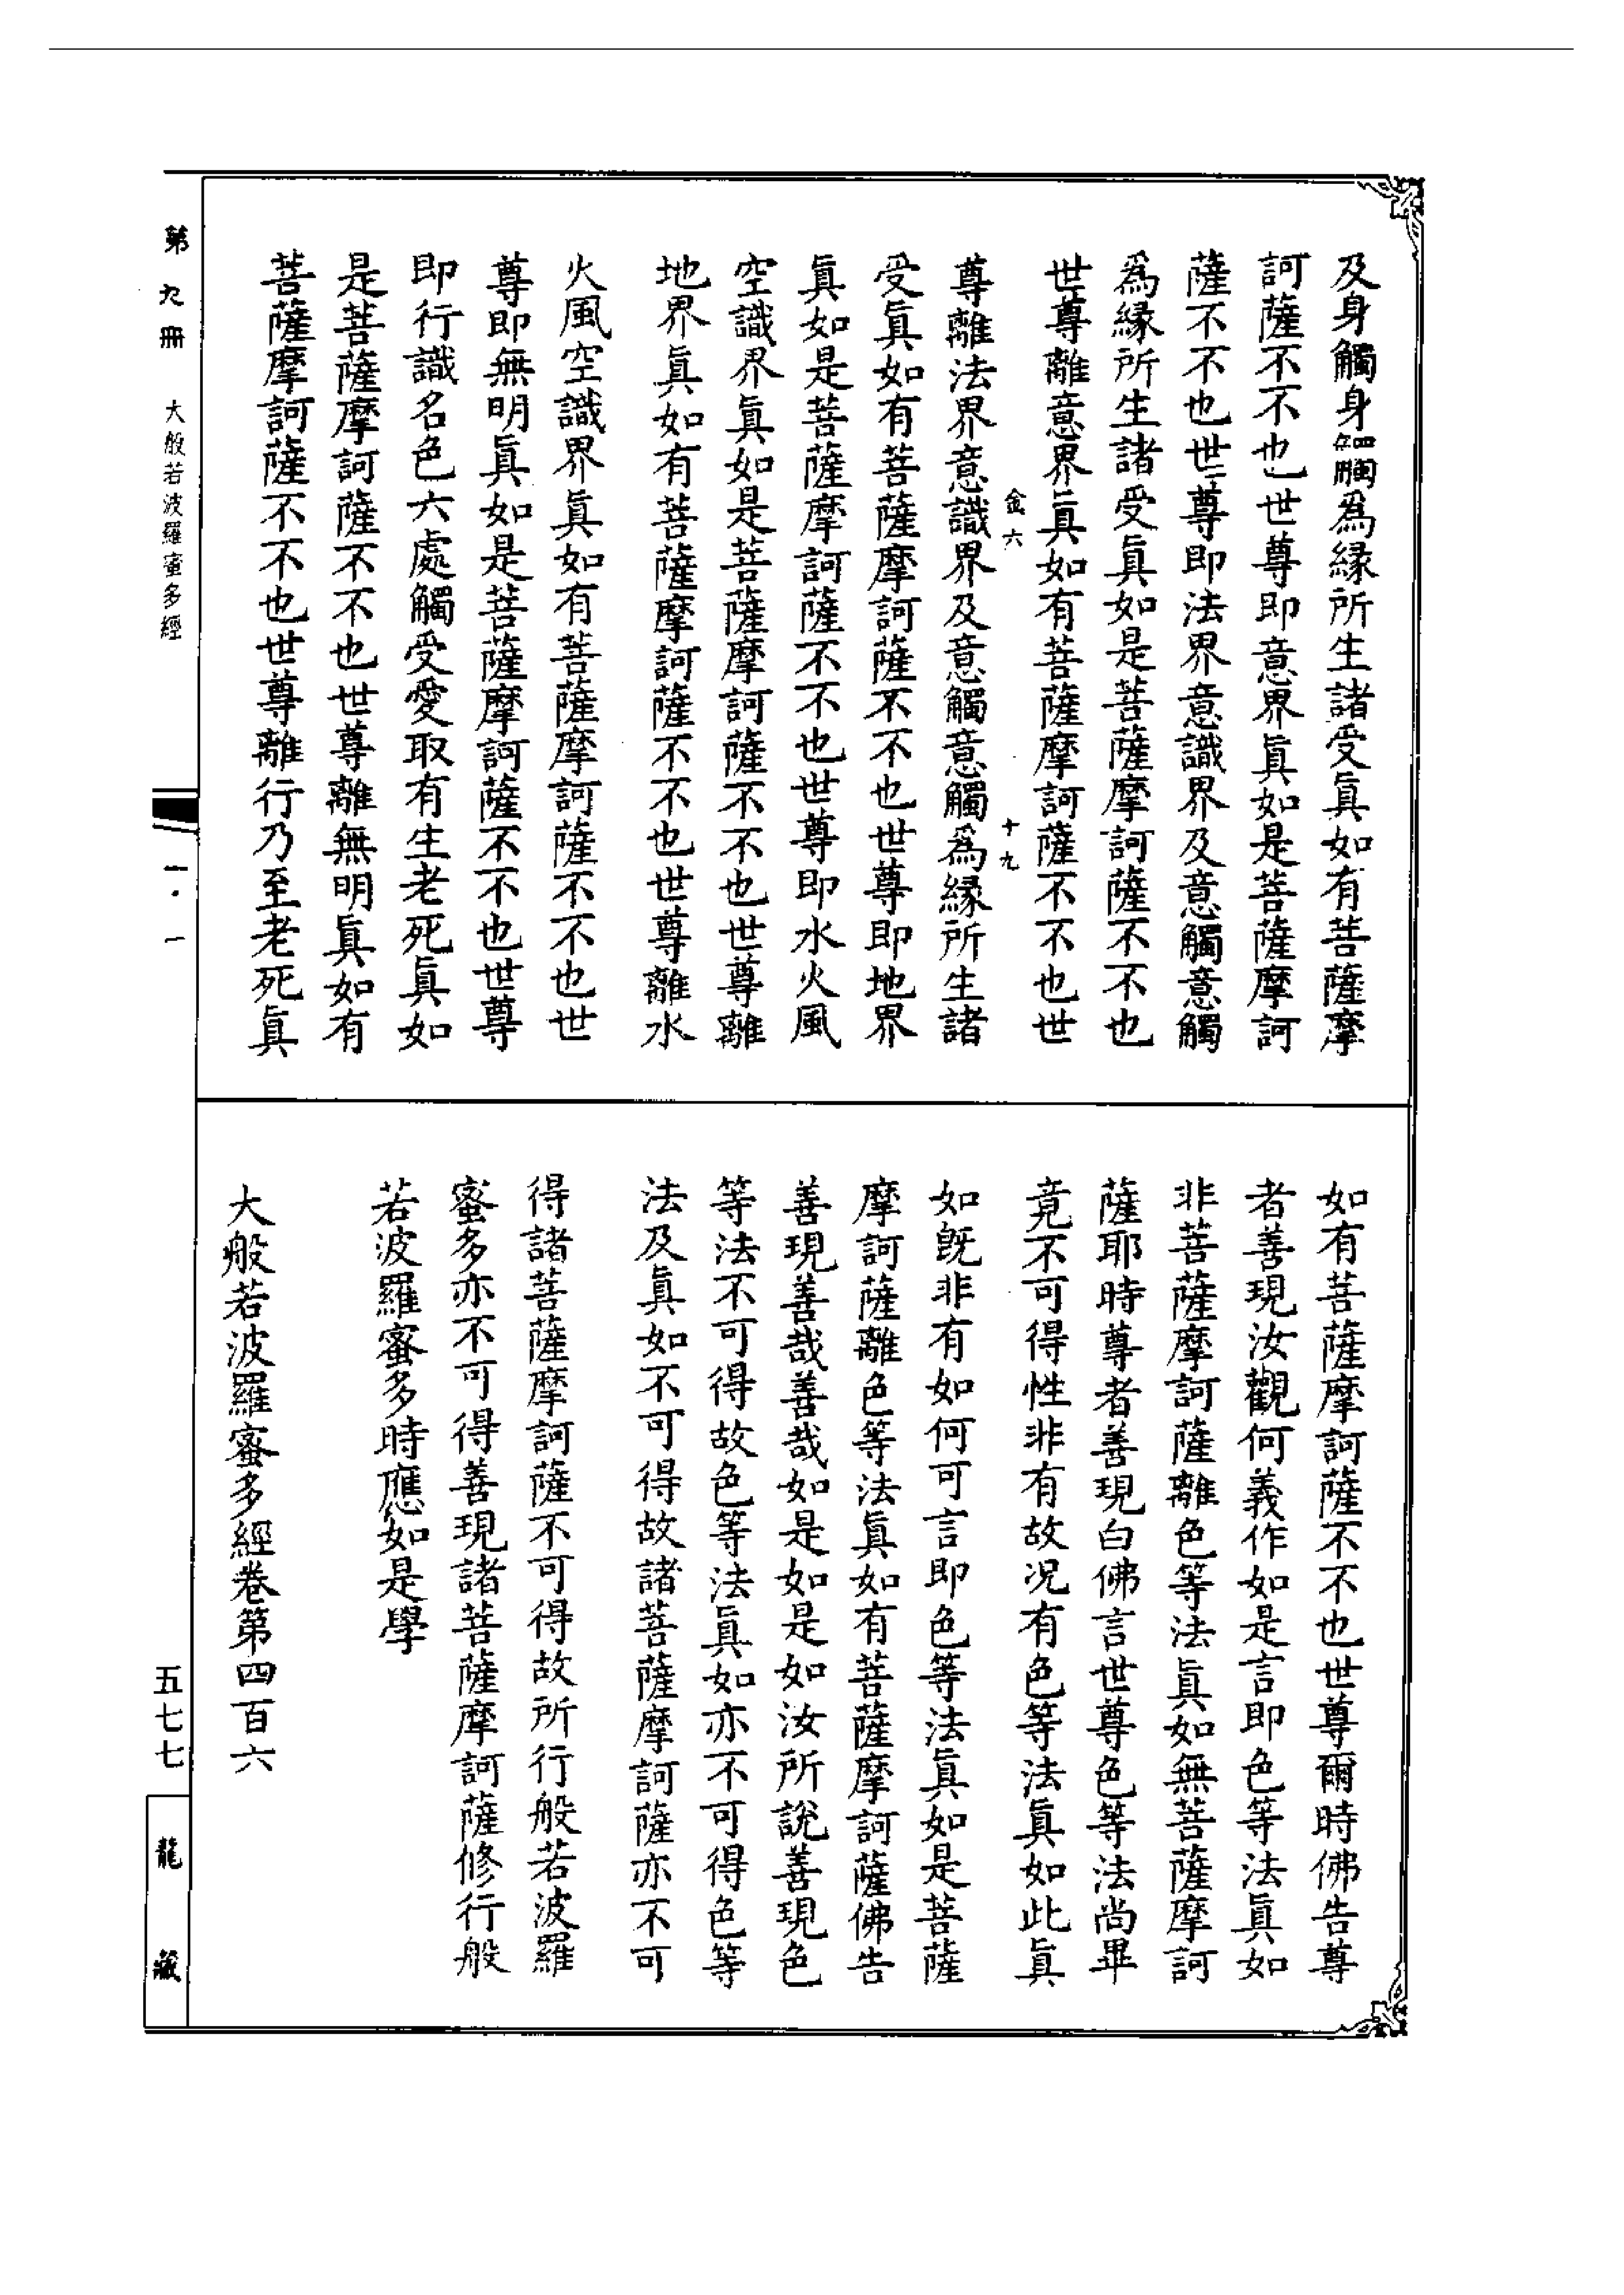 及身觸身觸為緣所生諸受眞如有菩薩摩
訶薩不不也世尊即意界眞如是菩薩摩訶
薩不不也世尊即法界意識界及意觸意觸
為緣所生諸受眞如是菩薩摩訶薩不不也
世尊離意界眞如有菩薩摩訶薩不不也世
金六 十九
尊離法界意識界及意觸意觸為緣所生諸
受眞如有菩薩摩訶薩不不也世尊即地界
眞如是菩薩摩訶薩不不也世尊即水火風
空識界眞如是菩薩摩訶薩不不也世尊離
地界眞如有菩薩摩訶薩不不也世尊離水
火風空識界眞如有菩薩摩訶薩不不也世
尊即無明眞如是菩薩摩訶薩不不也世尊
即行識名色六處觸受愛取有生老死眞如
是菩薩摩訶薩不不也世尊離無明眞如有
菩薩摩訶薩不不也世尊離行乃至老死眞
如有菩薩摩訶薩不不也世尊爾時佛告尊
者善現汝觀何義作如是言即色等法眞如
非菩薩摩訶薩離色等法眞如無菩薩摩訶
薩耶時尊者善現白佛言世尊色等法尚畢
竟不可得性非有故况有色等法眞如此眞
如旣非有如何可言即色等法眞如是菩薩
摩訶薩離色等法眞如有菩薩摩訶薩佛告
善現善哉善哉如是如是如汝所說善現色
等法不可得故色等法眞如亦不可得色等
法及眞如不可得故諸菩薩摩訶薩亦不可
得諸菩薩摩訶薩不可得故所行般若波羅
蜜多亦不可得善現諸菩薩摩訶薩修行般
若波羅蜜多時應如是學
大般若波羅蜜多經卷第四百六
第九冊 大般若波羅蜜多經
五七七
龍藏